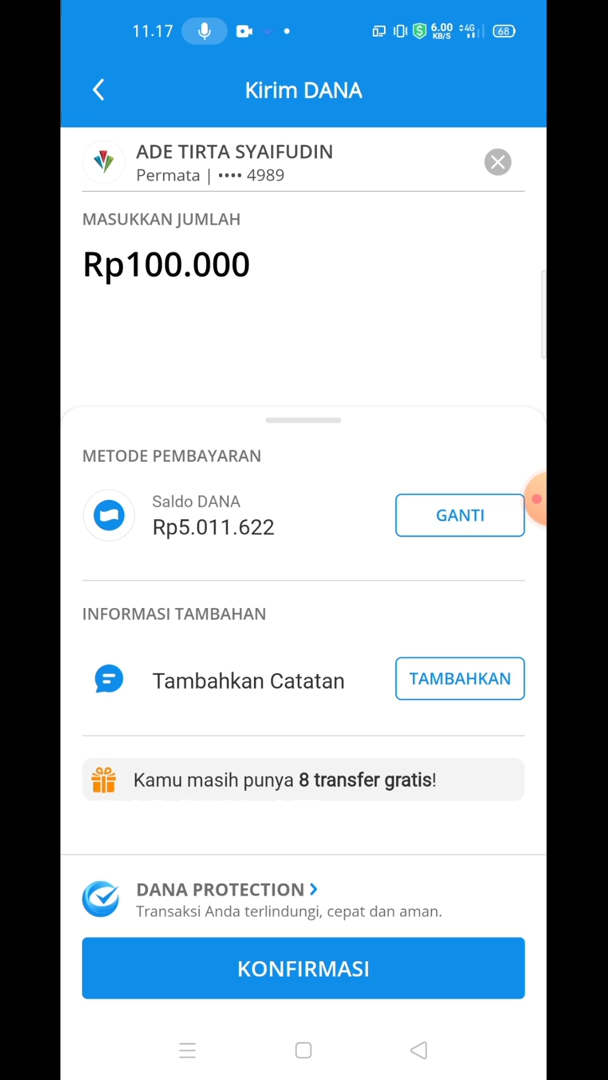 11.17
6.00
KB/S
4G
68
Kirim DANA
ADE TIRTA SYAIFUDIN
Permata | •••• 4989
MASUKKAN JUMLAH
Rp100.000
METODE PEMBAYARAN
Saldo DANA
Rp5.011.622
GANTI
INFORMASI TAMBAHAN
Tambahkan Catatan
TAMBAHKAN
Kamu masih punya 8 transfer gratis!
DANA PROTECTION
Transaksi Anda terlindungi, cepat dan aman.
KONFIRMASI